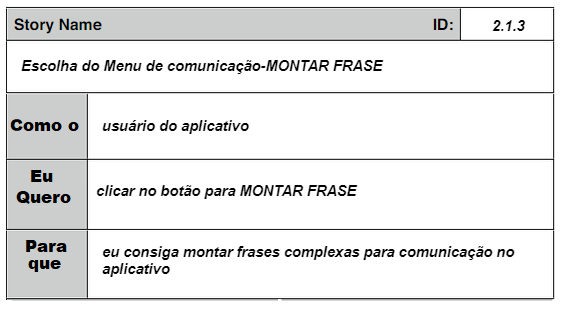 Story Name ID: 2.1.3
Escolha do Menu de comunicação-MONTAR FRASE
Como o usuário do aplicativo
Eu Quero clicar no botão para MONTAR FRASE
Para que eu consiga montar frases complexas para comunicação no
aplicativo